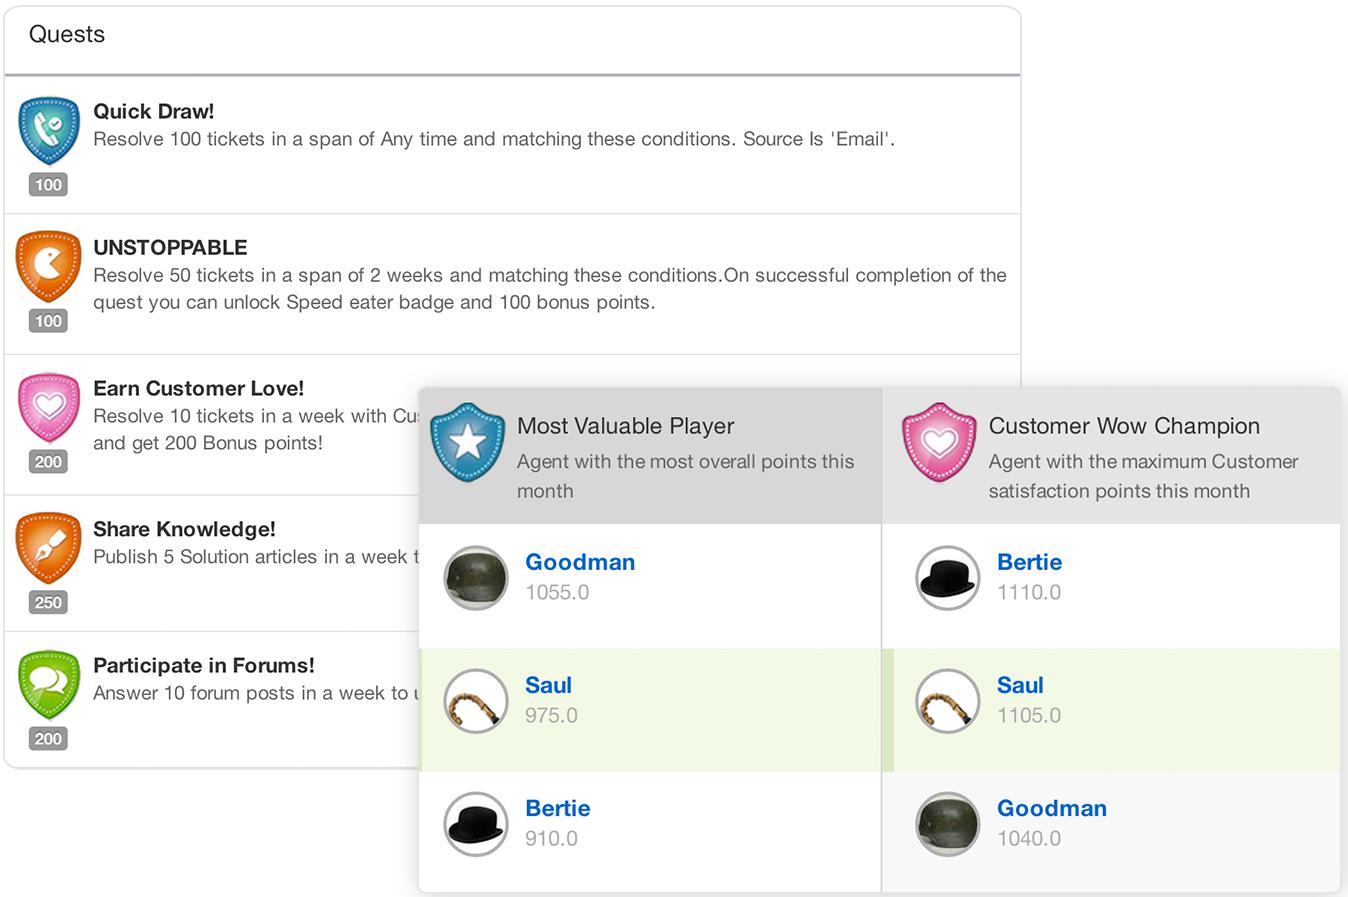 Quests
Quick Draw!
Resolve 100 tickets in a span of Any time and matching these conditions. Source Is 'Email'.
100
UNSTOPPABLE
Resolve 50 tickets in a span of 2 weeks and matching these conditions.On successful completion of the
quest you can unlock Speed eater badge and 100 bonus points.
100
Earn Customer Love!
Resolve 10 tickets in a week with
and get 200 Bonus points!
200
Share Knowledge!
Publish 5 Solution articles in a week
250
Participate in Forums!
Answer 10 forum posts in a week to
200
Most Valuable Player
Agent with the most overall points this
month
Goodman
1055.0
Saul
975.0
Bertie
910.0
Customer Wow Champion
Agent with the maximum Customer
satisfaction points this month
Bertie
1110.0
Saul
1105.0
Goodman
1040.0